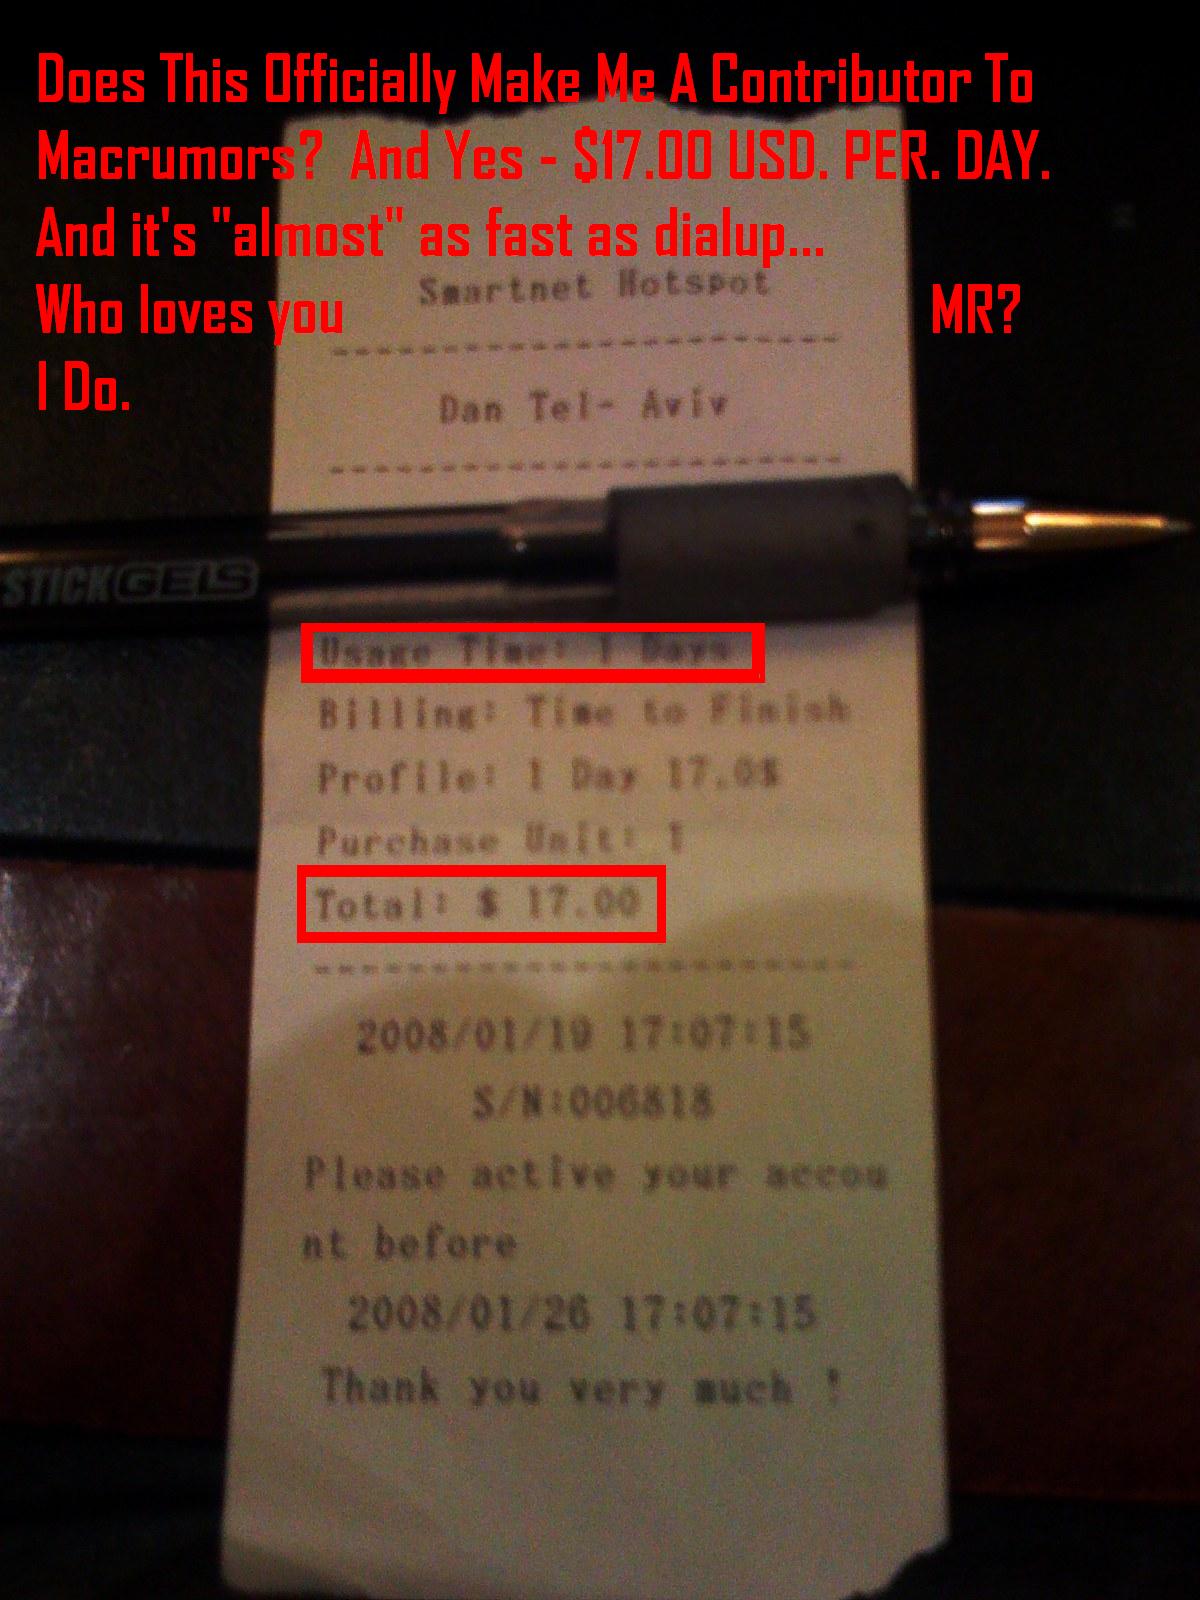 Does This Officially Make Me A Contributor To
Macrumors?  And Yes - $17.00 USD. PER. DAY.
And it's "almost" as fast as dialup...
Who loves you MR?
I Do.
Smartnet Hotspot
------------------------
Dan Tel- Aviv
------------------------
STICK GELS
Usage Time: 1 Days
Billing: Time to Finish
Profile: 1 Day 17.0$
Purchase Unit: 1
Total: $ 17.00
------------------------
2008/01/19 17:07:15
S/N:006818
Please active your accou
nt before
2008/01/26 17:07:15
Thank you very much !